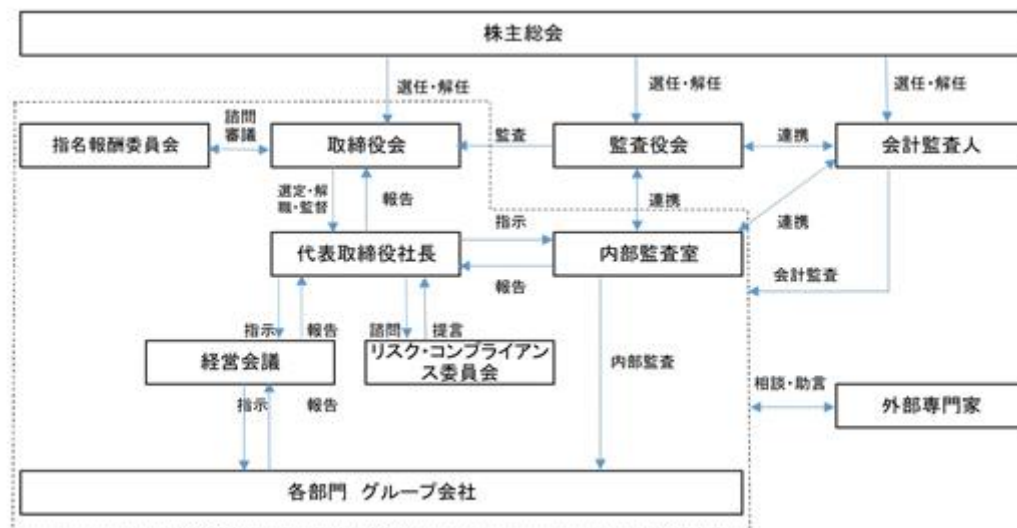 株主総会
選任・解任
選任・解任
選任・解任
諮問
審議
指名報酬委員会
取締役会
監査
監査役会
連携
会計監査人
選定・解
職・監督
報告
連携
連携
指示
代表取締役社長
内部監査室
報告
会計監査
指示
報告
諮問
提言
経営会議
リスク・コンプライアン
ス委員会
内部監査
相談・助言
外部専門家
指示
報告
各部門 グループ会社